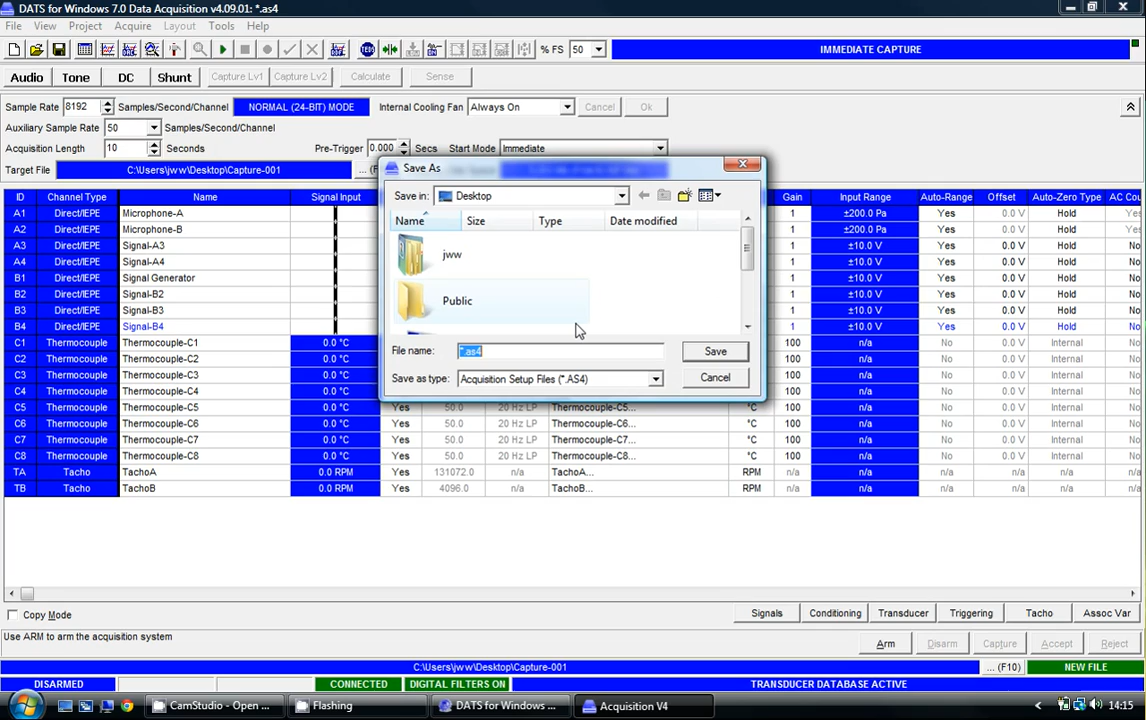 DATS for Windows 7.0 Data Acquisition v4.09.01: *.as4
File View Project Acquire Layout Tools Help
% FS 50 IMMEDIATE CAPTURE
Audio Tone DC Shunt Capture Lv1 Capture Lv2 Calculate Sense
Sample Rate 8192 Samples/Second/Channel NORMAL (24-BIT) MODE Internal Cooling Fan Always On Cancel Ok
Auxiliary Sample Rate 50 Samples/Second/Channel
Acquisition Length 10 Seconds Pre-Trigger 0.000 Secs Start Mode Immediate
Target File C:\Users\jww\Desktop\Capture-001
Save As
Save in: Desktop
Name Size Type Date modified
jww
Public
File name: *.as4 Save
Save as type: Acquisition Setup Files (*.AS4) Cancel
ID Channel Type Name Signal Input Gain Input Range Auto-Range Offset Auto-Zero Type AC Cou
A1 Direct/IEPE Microphone-A 1 ±200.0 Pa Yes 0.0 V Hold Yes
A2 Direct/IEPE Microphone-B 1 ±200.0 Pa Yes 0.0 V Hold Yes
A3 Direct/IEPE Signal-A3 1 ±10.0 V Yes 0.0 V Hold No
A4 Direct/IEPE Signal-A4 1 ±10.0 V Yes 0.0 V Hold No
B1 Direct/IEPE Signal Generator 1 ±10.0 V Yes 0.0 V Hold No
B2 Direct/IEPE Signal-B2 1 ±10.0 V Yes 0.0 V Hold No
B3 Direct/IEPE Signal-B3 1 ±10.0 V Yes 0.0 V Hold No
B4 Direct/IEPE Signal-B4 1 ±10.0 V Yes 0.0 V Hold No
C1 Thermocouple Thermocouple-C1 0.0 °C 100 n/a No 0.0 V Internal No
C2 Thermocouple Thermocouple-C2 0.0 °C 100 n/a No 0.0 V Internal No
C3 Thermocouple Thermocouple-C3 0.0 °C 100 n/a No 0.0 V Internal No
C4 Thermocouple Thermocouple-C4 0.0 °C 100 n/a No 0.0 V Internal No
C5 Thermocouple Thermocouple-C5 0.0 °C Yes 50.0 20 Hz LP Thermocouple-C5... °C 100 n/a No 0.0 V Internal No
C6 Thermocouple Thermocouple-C6 0.0 °C Yes 50.0 20 Hz LP Thermocouple-C6... °C 100 n/a No 0.0 V Internal No
C7 Thermocouple Thermocouple-C7 0.0 °C Yes 50.0 20 Hz LP Thermocouple-C7... °C 100 n/a No 0.0 V Internal No
C8 Thermocouple Thermocouple-C8 0.0 °C Yes 50.0 20 Hz LP Thermocouple-C8... °C 100 n/a No 0.0 V Internal No
TA Tacho TachoA 0.0 RPM Yes 131072.0 n/a TachoA... RPM n/a n/a n/a n/a n/a n/a
TB Tacho TachoB 0.0 RPM Yes 4096.0 n/a TachoB... RPM n/a n/a n/a n/a n/a n/a
Copy Mode Signals Conditioning Transducer Triggering Tacho Assoc Var
Use ARM to arm the acquisition system Arm Disarm Capture Accept Reject
C:\Users\jww\Desktop\Capture-001 ... (F10) NEW FILE
DISARMED CONNECTED DIGITAL FILTERS ON TRANSDUCER DATABASE ACTIVE
CamStudio - Open ... Flashing DATS for Windows ... Acquisition V4 14:15